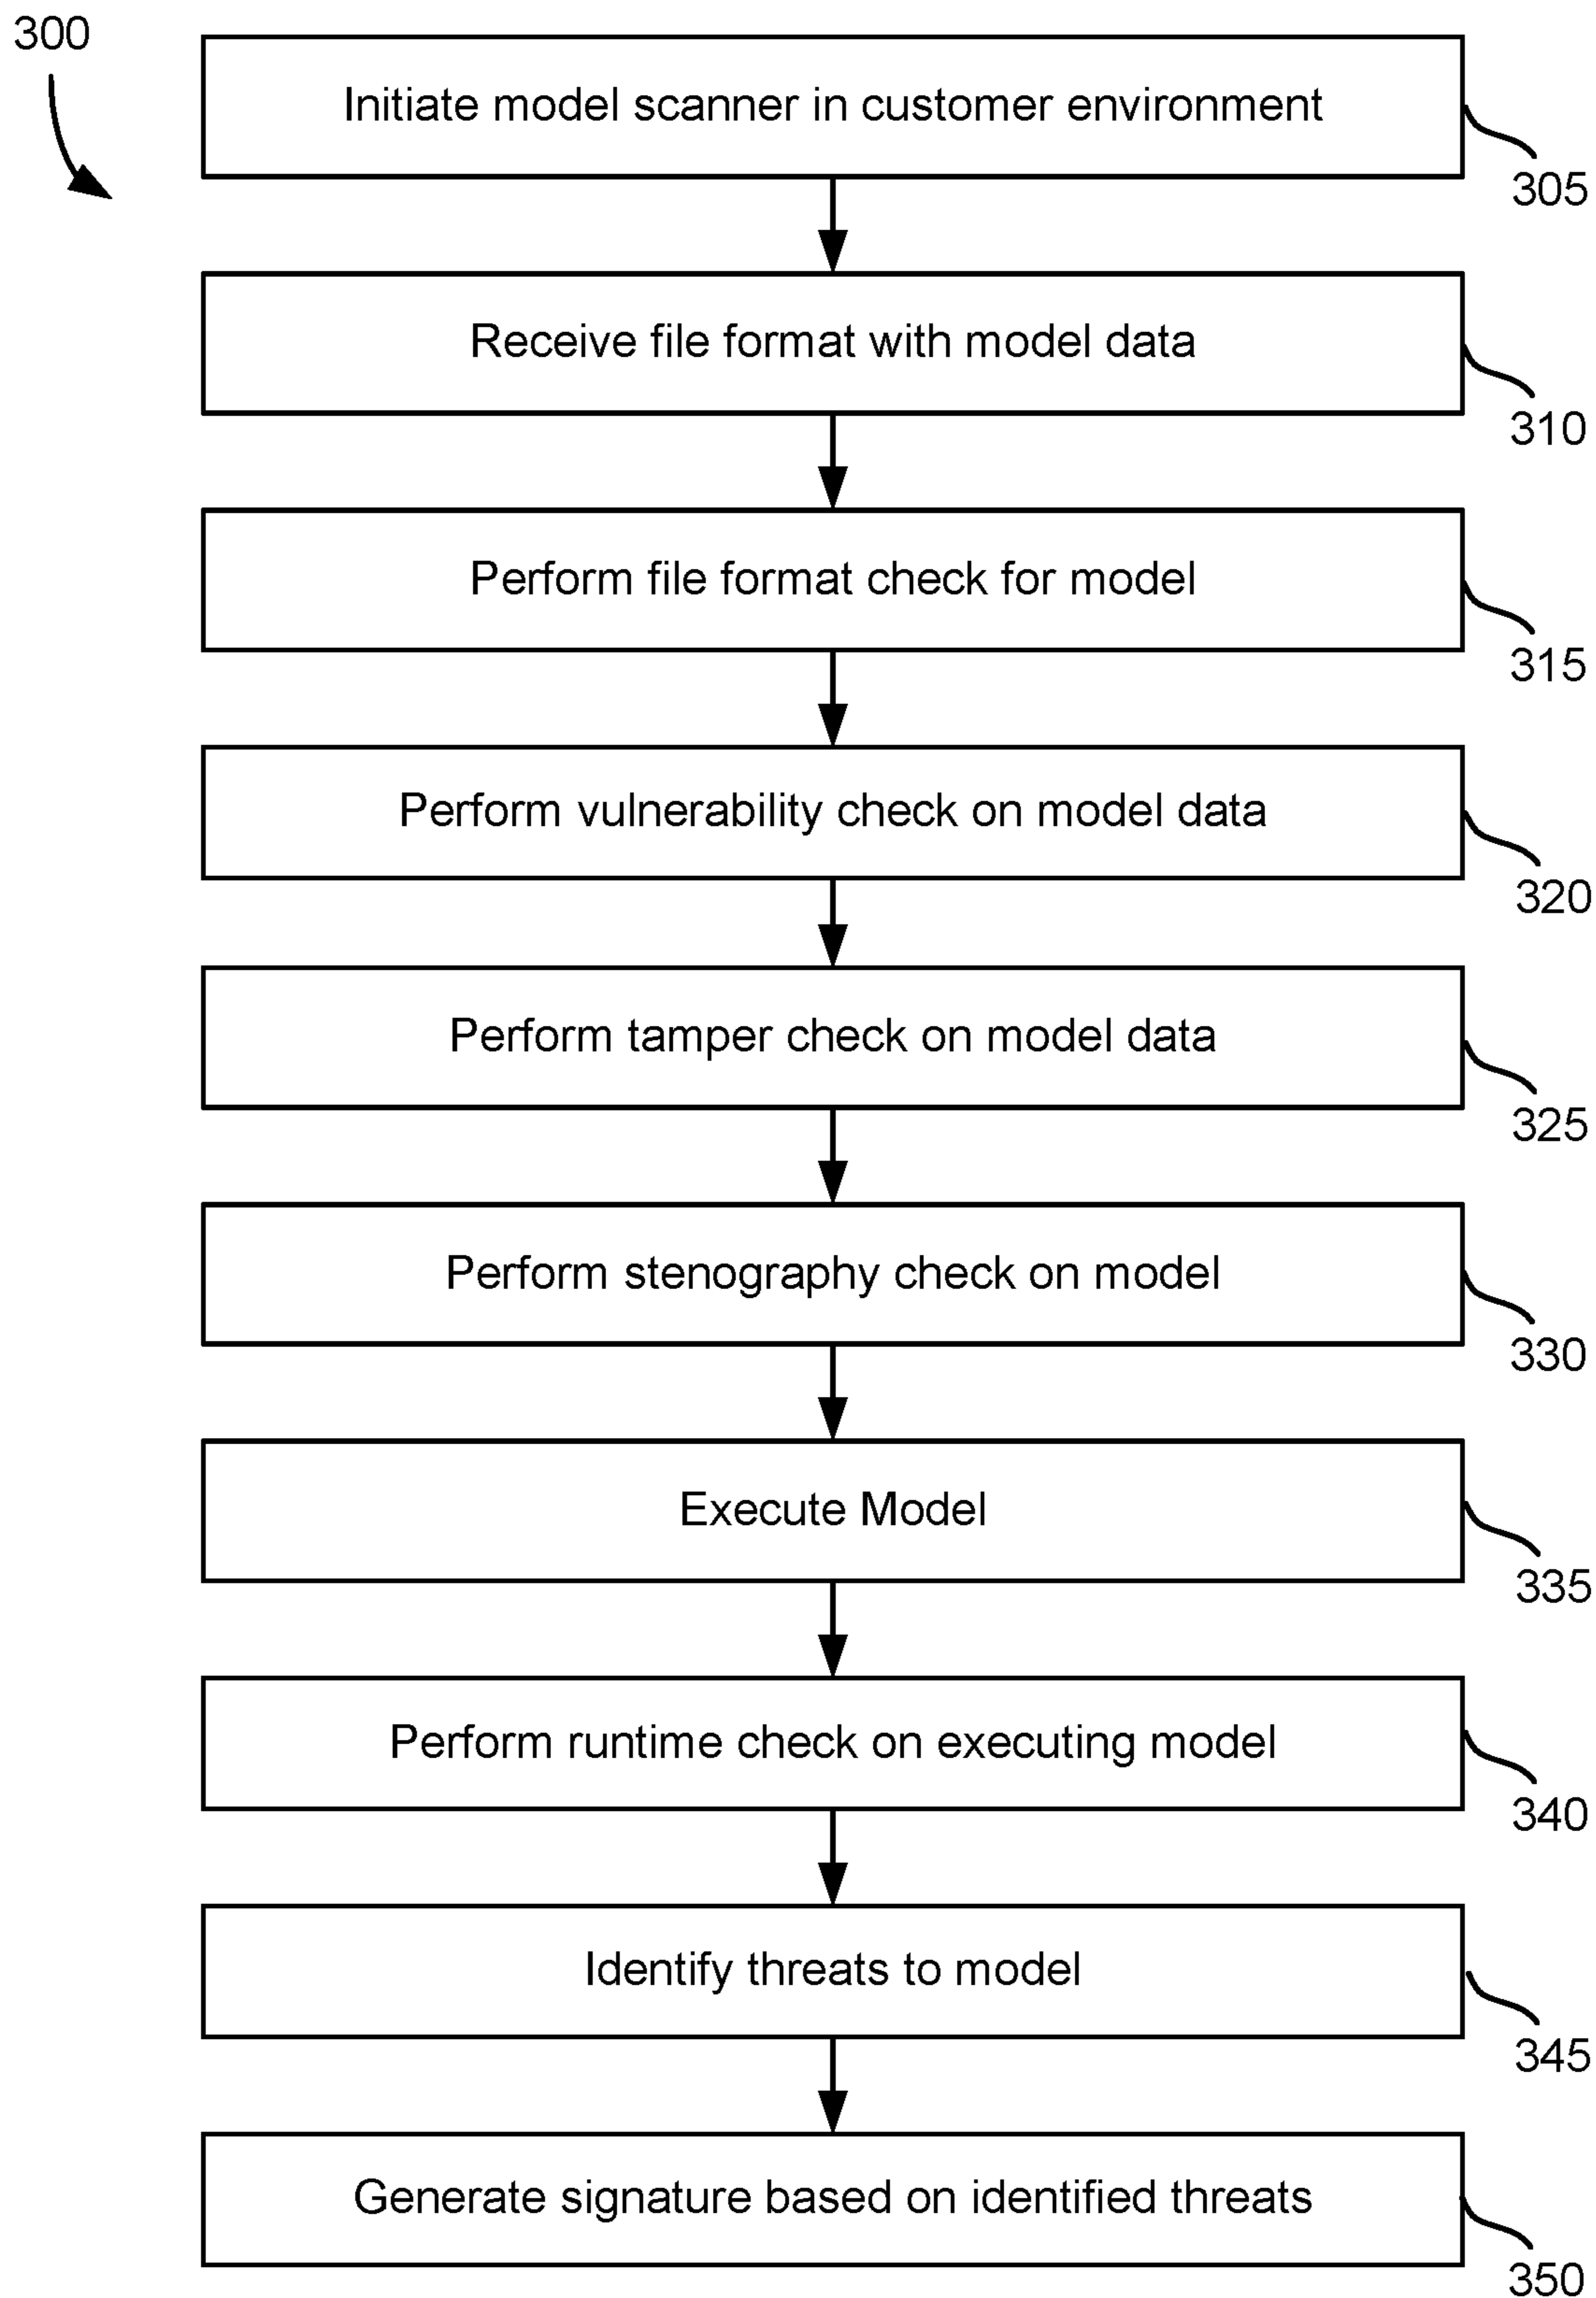 300
Initiate model scanner in customer environment
305
Receive file format with model data
310
Perform file format check for model
315
Perform vulnerability check on model data
320
Perform tamper check on model data
325
Perform stenography check on model
330
Execute Model
335
Perform runtime check on executing model
340
Identify threats to model
345
Generate signature based on identified threats
350